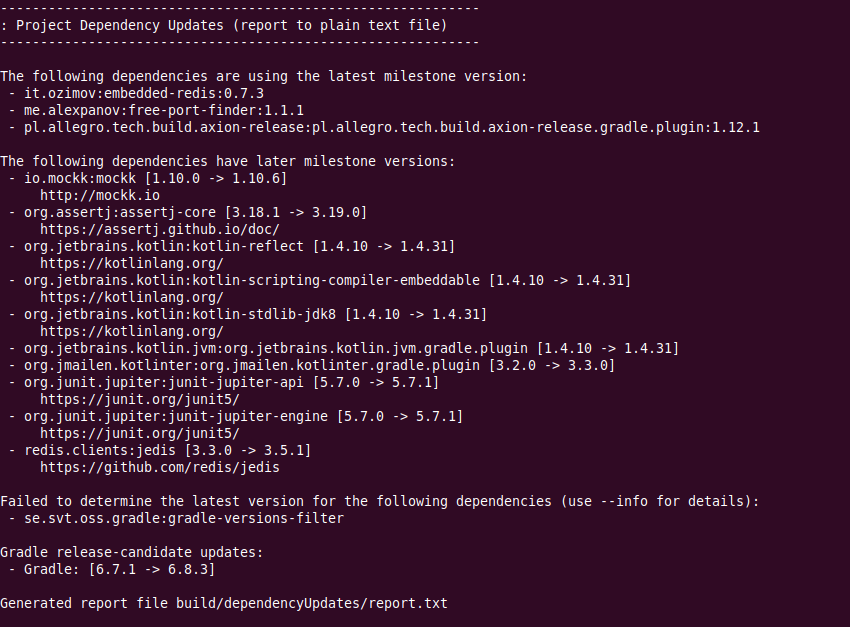 ------------------------------------------------------------
: Project Dependency Updates (report to plain text file)
------------------------------------------------------------
The following dependencies are using the latest milestone version:
 - it.ozimov:embedded-redis:0.7.3
 - me.alexpanov:free-port-finder:1.1.1
 - pl.allegro.tech.build.axion-release:pl.allegro.tech.build.axion-release.gradle.plugin:1.12.1
The following dependencies have later milestone versions:
 - io.mockk:mockk [1.10.0 -> 1.10.6]
     http://mockk.io
 - org.assertj:assertj-core [3.18.1 -> 3.19.0]
     https://assertj.github.io/doc/
 - org.jetbrains.kotlin:kotlin-reflect [1.4.10 -> 1.4.31]
     https://kotlinlang.org/
 - org.jetbrains.kotlin:kotlin-scripting-compiler-embeddable [1.4.10 -> 1.4.31]
     https://kotlinlang.org/
 - org.jetbrains.kotlin:kotlin-stdlib-jdk8 [1.4.10 -> 1.4.31]
     https://kotlinlang.org/
 - org.jetbrains.kotlin.jvm:org.jetbrains.kotlin.jvm.gradle.plugin [1.4.10 -> 1.4.31]
 - org.jmailen.kotlinter:org.jmailen.kotlinter.gradle.plugin [3.2.0 -> 3.3.0]
 - org.junit.jupiter:junit-jupiter-api [5.7.0 -> 5.7.1]
     https://junit.org/junit5/
 - org.junit.jupiter:junit-jupiter-engine [5.7.0 -> 5.7.1]
     https://junit.org/junit5/
 - redis.clients:jedis [3.3.0 -> 3.5.1]
     https://github.com/redis/jedis
Failed to determine the latest version for the following dependencies (use --info for details):
 - se.svt.oss.gradle:gradle-versions-filter
Gradle release-candidate updates:
 - Gradle: [6.7.1 -> 6.8.3]
Generated report file build/dependencyUpdates/report.txt